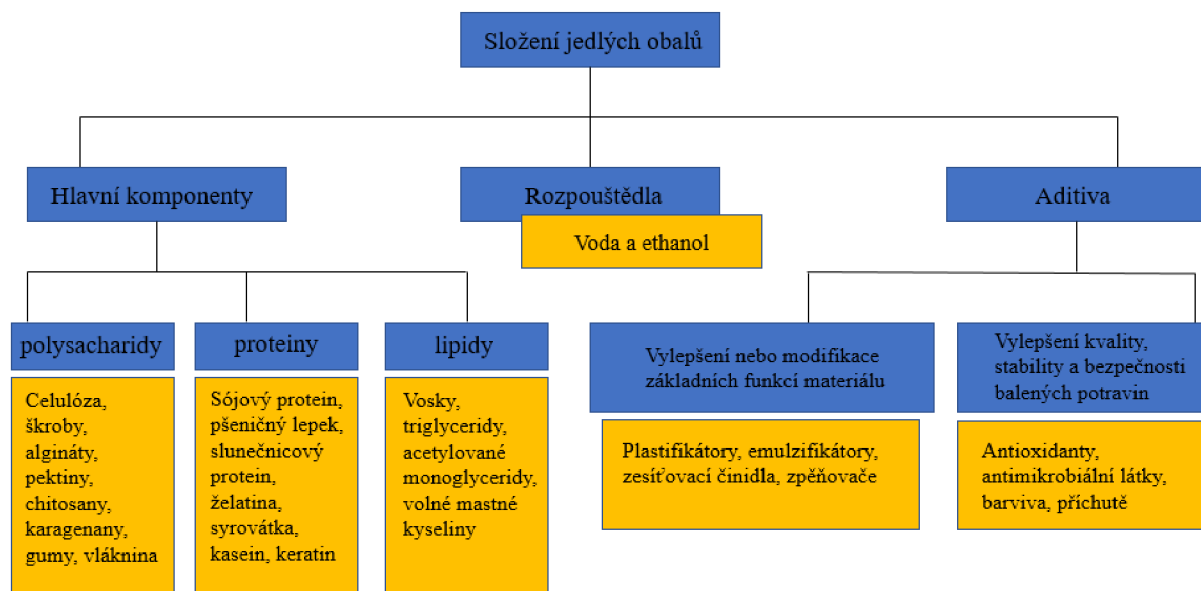 Složení jedlých obalů
Hlavní komponenty
Rozpouštědla
Voda a ethanol
Aditiva
polysacharidy
Celulóza,
škroby,
algináty,
pektiny,
chitosany,
karagenany,
gumy, vláknina
proteiny
Sójový protein,
pšeničný lepek,
slunečnicový
protein,
želatina,
syrovátka,
kasein, keratin
lipidy
Vosky,
triglyceridy,
acetylované
monoglyceridy,
volné mastné
kyseliny
Vylepšení nebo modifikace
základních funkcí materiálu
Plastifikátory, emulzifikátory,
zesíťovací činidla, zpěňovače
Vylepšení kvality,
stability a bezpečnosti
balených potravin
Antioxidanty,
antimikrobiální látky,
barviva, příchutě